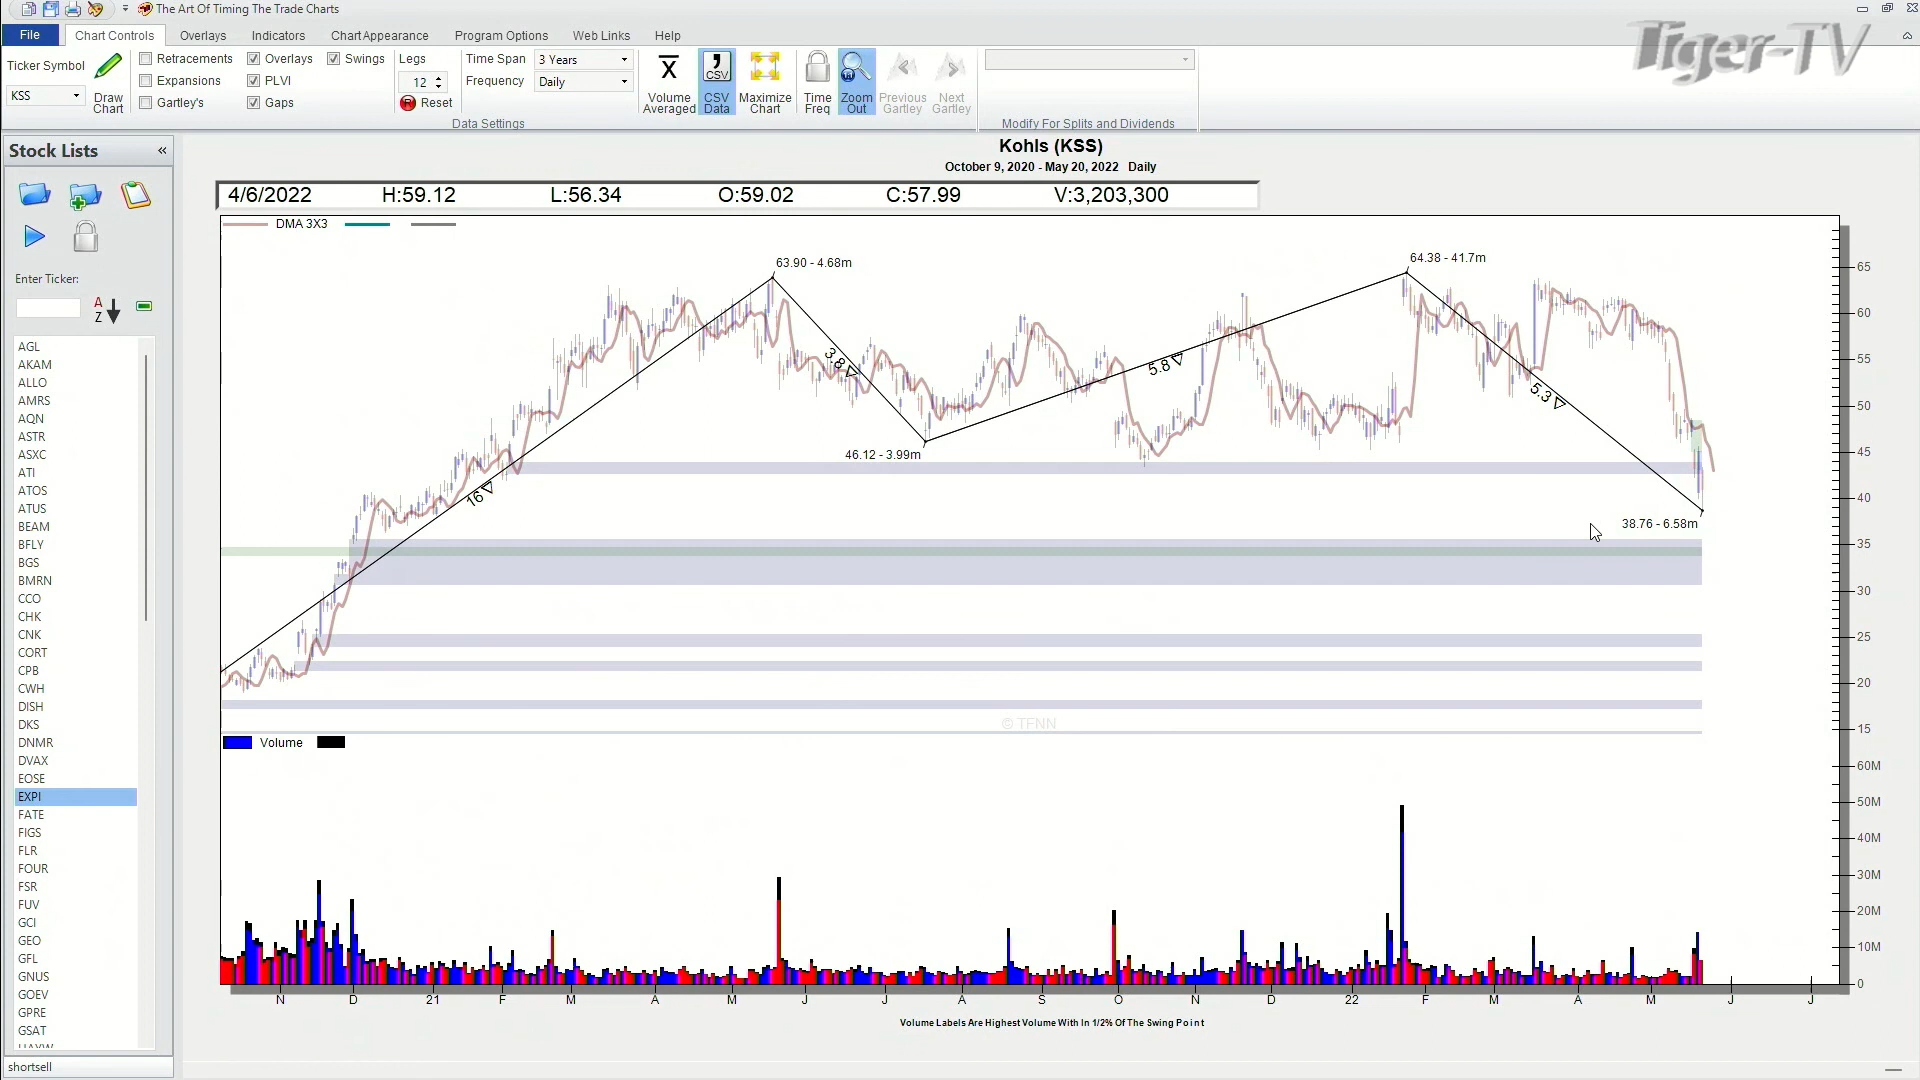 The Art Of Timing The Trade Charts
Tiger-TV
File Chart Controls Overlays Indicators Chart Appearance Program Options Web Links Help
Ticker Symbol
KSS
Draw Chart
Retracements
Expansions
Gartley's
Overlays
PLVI
Gaps
Swings
Legs
12
Reset
Time Span 3 Years
Frequency Daily
Data Settings
Volume Averaged
CSV
CSV Data
Maximize Chart
Time Freq
Zoom Out
Previous Gartley
Next Gartley
Modify For Splits and Dividends
Stock Lists «
Enter Ticker:
A
Z
AGL
AKAM
ALLO
AMRS
AQN
ASTR
ASXC
ATI
ATOS
ATUS
BEAM
BFLY
BGS
BMRN
CCO
CHK
CNK
CORT
CPB
CWH
DISH
DKS
DNMR
DVAX
EOSE
EXPI
FATE
FIGS
FLR
FOUR
FSR
FUV
GCI
GEO
GFL
GNUS
GOEV
GPRE
GSAT
shortsell
Kohls (KSS)
October 9, 2020 - May 20, 2022 Daily
4/6/2022 H:59.12 L:56.34 O:59.02 C:57.99 V:3,203,300
DMA 3X3
63.90 - 4.68m
64.38 - 41.7m
46.12 - 3.99m
38.76 - 6.58m
16
3.8
5.8
5.3
© TFNN
65
60
55
50
45
40
35
30
25
20
15
Volume
60M
50M
40M
30M
20M
10M
0
N D 21 F M A M J J A S O N D 22 F M A M J J
Volume Labels Are Highest Volume With In 1/2% Of The Swing Point